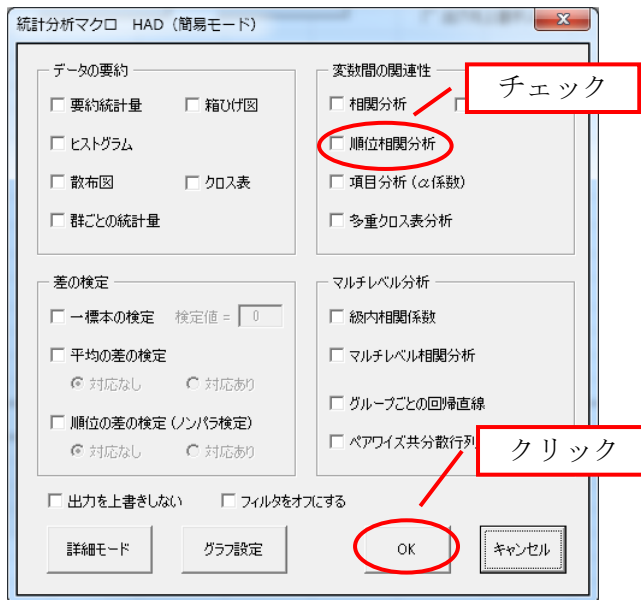 統計分析マクロ HAD（簡易モード）
データの要約
要約統計量
箱ひげ図
ヒストグラム
散布図
クロス表
群ごとの統計量
変数間の関連性
相関分析
チェック
順位相関分析
項目分析（α係数）
多重クロス表分析
差の検定
一標本の検定
検定値 =
0
平均の差の検定
対応なし
対応あり
順位の差の検定（ノンパラ検定）
対応なし
対応あり
マルチレベル分析
級内相関係数
マルチレベル相関分析
グループごとの回帰直線
ペアワイズ共分散行列
クリック
出力を上書きしない
フィルタをオフにする
詳細モード
グラフ設定
OK
キャンセル